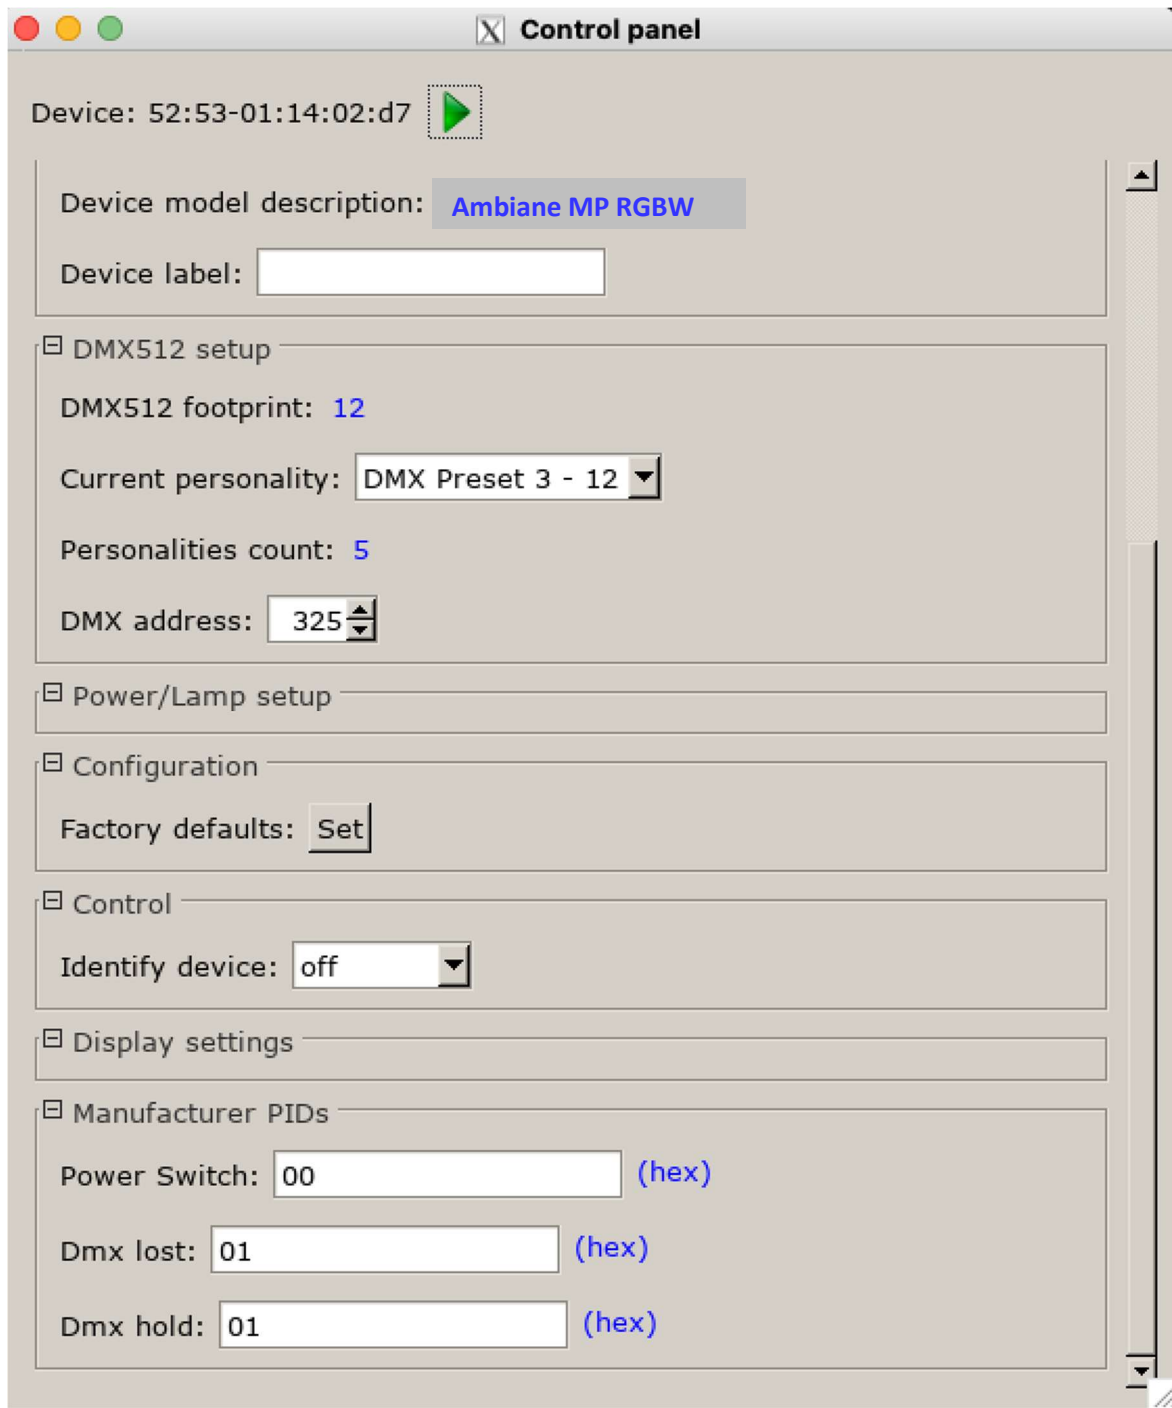 Control panel
Device: 52:53-01:14:02:d7
Device model description: Ambiane MP RGBW
Device label:
DMX512 setup
DMX512 footprint: 12
Current personality: DMX Preset 3 - 12
Personalities count: 5
DMX address: 325
Power/Lamp setup
Configuration
Factory defaults: Set
Control
Identify device: off
Display settings
Manufacturer PIDs
Power Switch: 00 (hex)
Dmx lost: 01 (hex)
Dmx hold: 01 (hex)